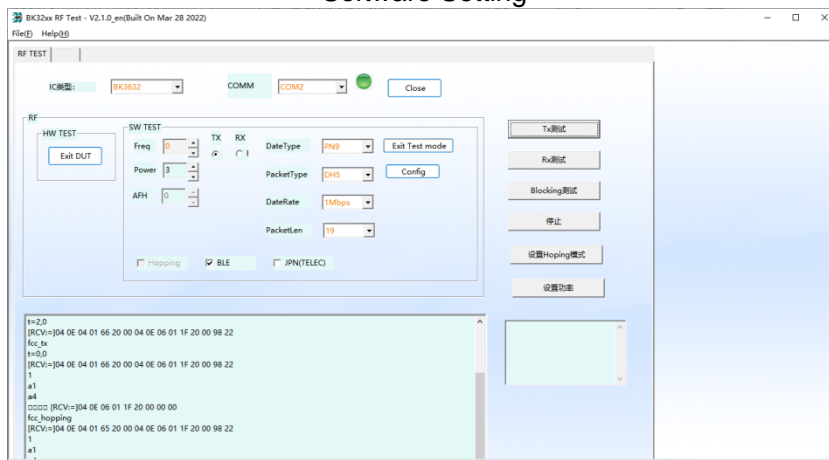 Software Setting
BK32xx RF Test - V2.1.0_en(Built On Mar 28 2022)
File(F) Help(H)
RF TEST
IC类型: BK3632 COMM COM2 Close
RF
HW TEST
Exit DUT
SW TEST
Freq 0 TX RX DateType PN9 Exit Test mode
Power 3 PacketType DH5 Config
AFH 0 DateRate 1Mbps
PacketLen 19
Hopping BLE JPN(TELEC)
Tx测试
Rx测试
Blocking测试
停止
设置Hoping模式
设置功率
t=2,0
[RCV:=]04 0E 04 01 66 20 00 04 0E 06 01 1F 20 00 98 22
fcc_tx
t=0,0
[RCV:=]04 0E 04 01 66 20 00 04 0E 06 01 1F 20 00 98 22
1
a1
a4
□□□□ [RCV:=]04 0E 06 01 1F 20 00 00 00
fcc_hopping
[RCV:=]04 0E 04 01 65 20 00 04 0E 06 01 1F 20 00 98 22
1
a1